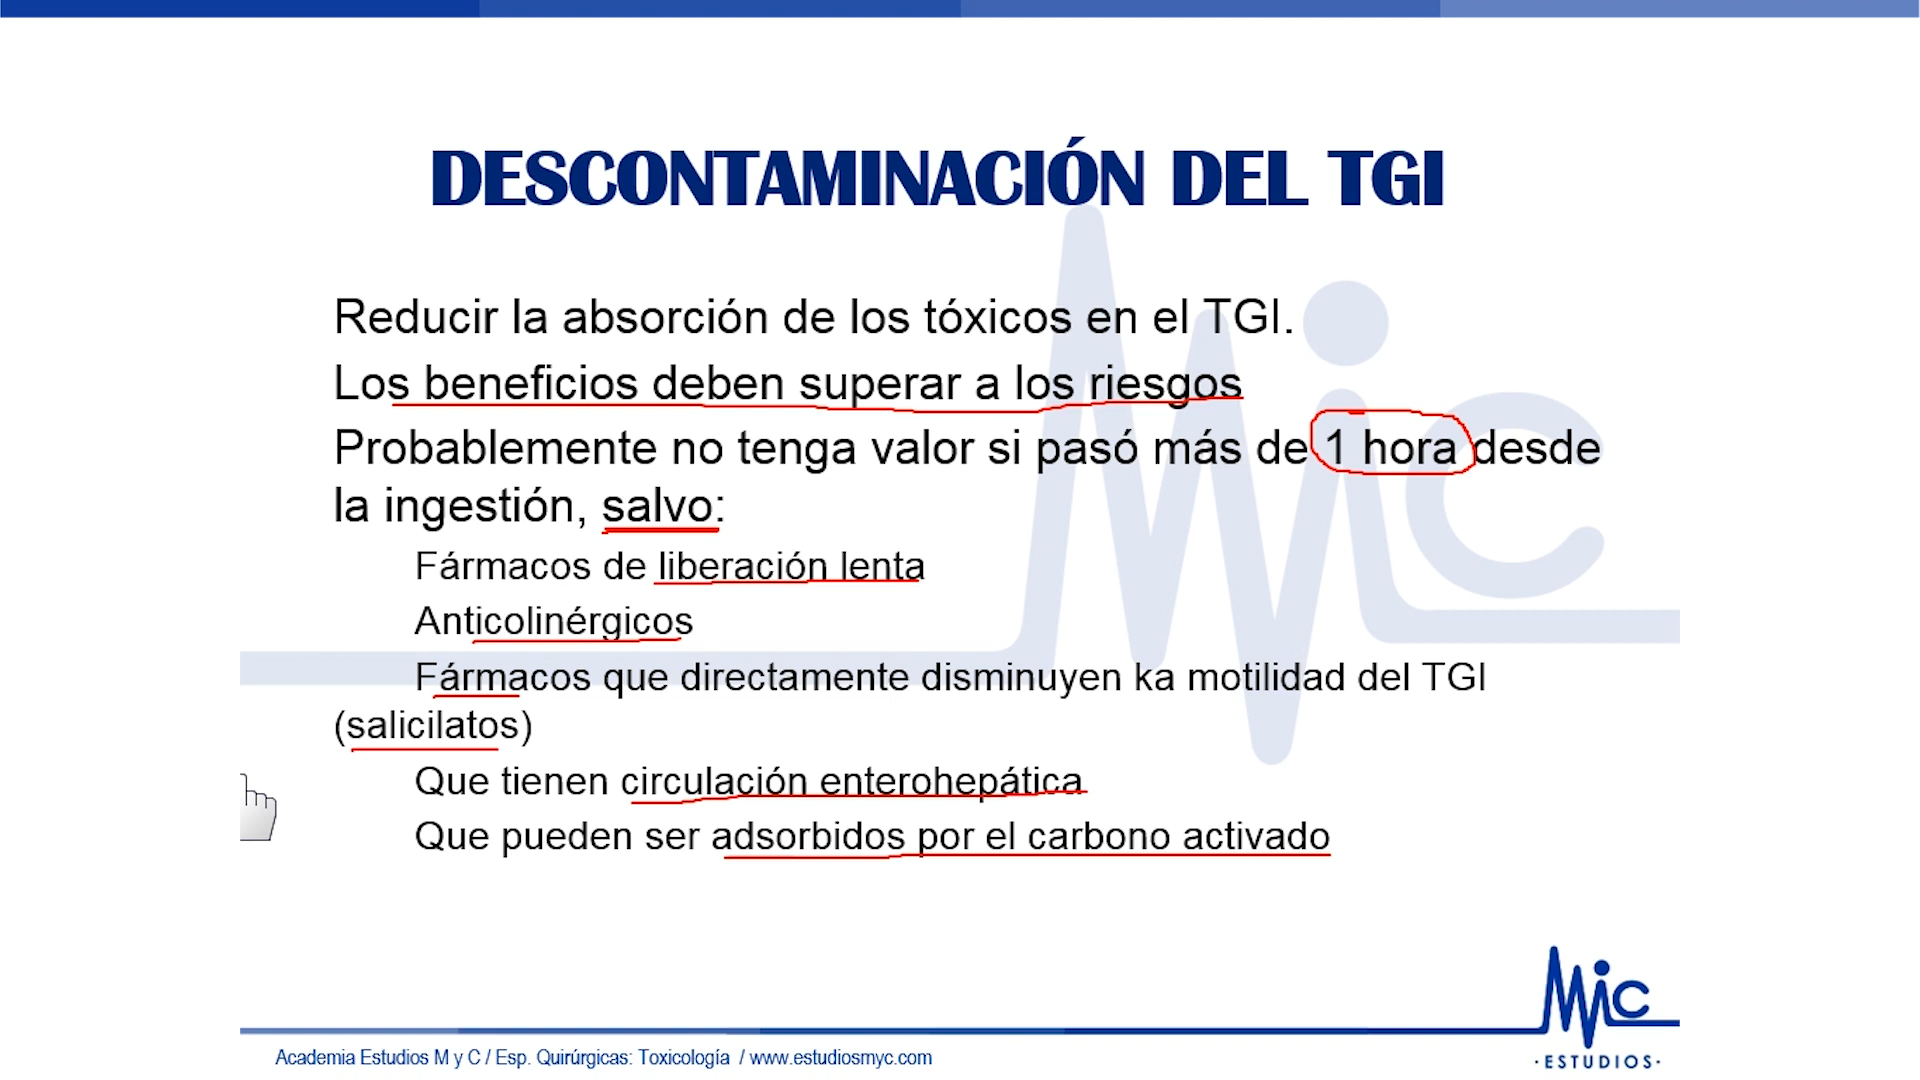 DESCONTAMINACIÓN DEL TGI
Reducir la absorción de los tóxicos en el TGI.
Los beneficios deben superar a los riesgos
Probablemente no tenga valor si pasó más de 1 hora desde
la ingestión, salvo:
Fármacos de liberación lenta
Anticolinérgicos
Fármacos que directamente disminuyen ka motilidad del TGI
(salicilatos)
Que tienen circulación enterohepática
Que pueden ser adsorbidos por el carbono activado
MiC
MiC
·ESTUDIOS·
Academia Estudios M y C / Esp. Quirúrgicas: Toxicología / www.estudiosmyc.com